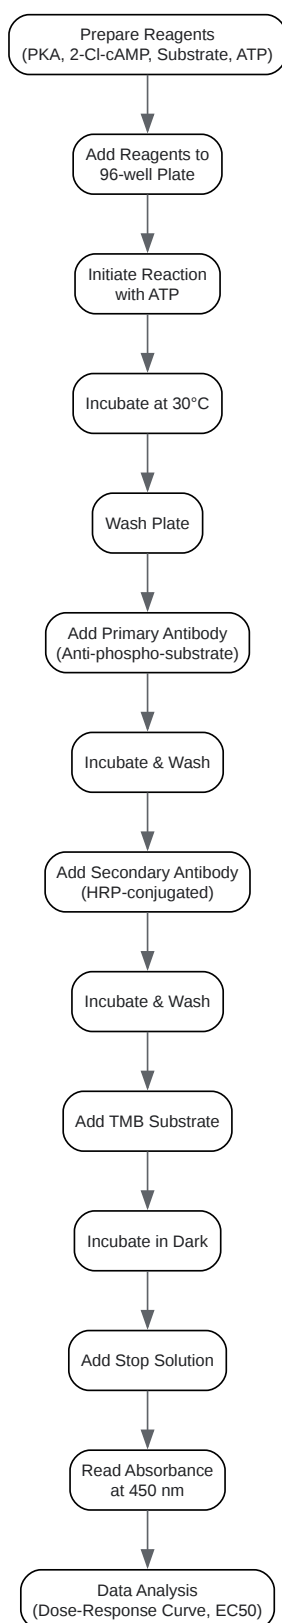 Prepare Reagents
(PKA, 2-Cl-cAMP, Substrate, ATP)
Add Reagents to
96-well Plate
Initiate Reaction
with ATP
Incubate at 30°C
Wash Plate
Add Primary Antibody
(Anti-phospho-substrate)
Incubate & Wash
Add Secondary Antibody
(HRP-conjugated)
Incubate & Wash
Add TMB Substrate
Incubate in Dark
Add Stop Solution
Read Absorbance
at 450 nm
Data Analysis
(Dose-Response Curve, EC50)